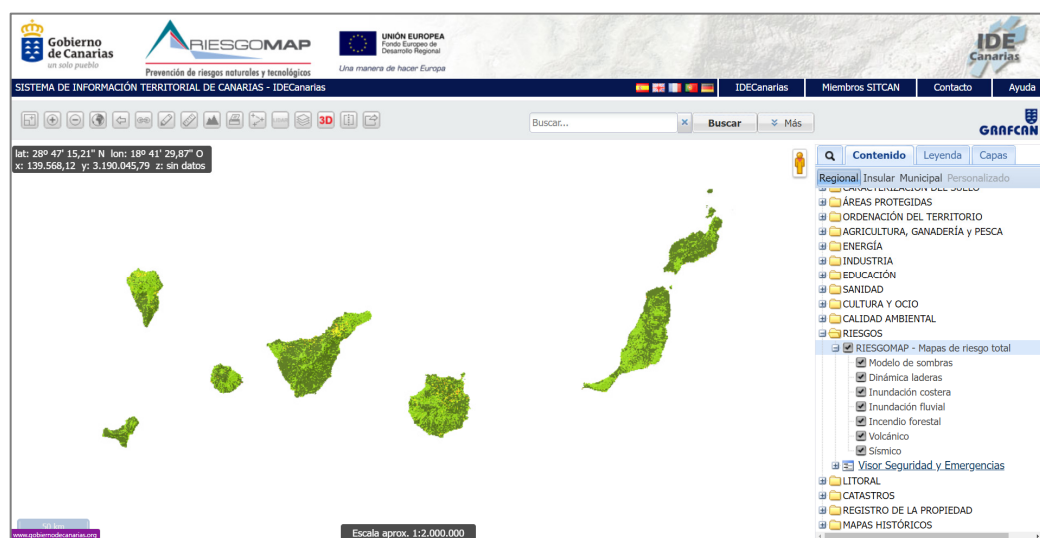 Gobierno
de Canarias
un solo pueblo
RIESGOMAP
Prevención de riesgos naturales y tecnológicos
UNIÓN EUROPEA
Fondo Europeo de
Desarrollo Regional
Una manera de hacer Europa
IDE
Canarias
SISTEMA DE INFORMACIÓN TERRITORIAL DE CANARIAS - IDECanarias
IDECanarias
Miembros SITCAN
Contacto
Ayuda
3D
Buscar...
Buscar
Más
GRAFCAN
lat: 28º 47' 15,21" N lon: 18º 41' 29,87" O
x: 139.568,12 y: 3.190.045,79 z: sin datos
Contenido
Leyenda
Capas
Regional Insular Municipal Personalizado
CARACTERIZACIÓN DEL SUELO
ÁREAS PROTEGIDAS
ORDENACIÓN DEL TERRITORIO
AGRICULTURA, GANADERÍA y PESCA
ENERGÍA
INDUSTRIA
EDUCACIÓN
SANIDAD
CULTURA Y OCIO
CALIDAD AMBIENTAL
RIESGOS
RIESGOMAP - Mapas de riesgo total
Modelo de sombras
Dinámica laderas
Inundación costera
Inundación fluvial
Incendio forestal
Volcánico
Sísmico
Visor Seguridad y Emergencias
LITORAL
CATASTROS
REGISTRO DE LA PROPIEDAD
MAPAS HISTÓRICOS
50 km
www.gobiernodecanarias.org
Escala aprox. 1:2.000.000